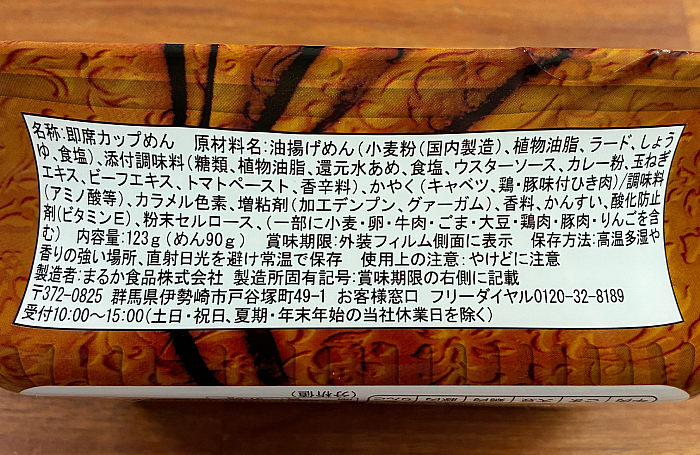 名称:即席カップめん　原材料名:油揚げめん(小麦粉(国内製造)、植物油脂、ラード、しょう
ゆ、食塩)、添付調味料(糖類、植物油脂、還元水あめ、食塩、ウスターソース、カレー粉、玉ねぎ
エキス、ビーフエキス、トマトペースト、香辛料)、かやく(キャベツ、鶏・豚味付ひき肉)/調味料
(アミノ酸等)、カラメル色素、増粘剤(加工デンプン、グァーガム)、香料、かんすい、酸化防止
剤(ビタミンE)、粉末セルロース、(一部に小麦・卵・牛肉・ごま・大豆・鶏肉・豚肉・りんごを含
む)　内容量:123g(めん90g)　賞味期限:外装フィルム側面に表示　保存方法:高温多湿や
香りの強い場所、直射日光を避け常温で保存　使用上の注意:やけどに注意
製造者:まるか食品株式会社 製造所固有記号:賞味期限の右側に記載
〒372-0825 群馬県伊勢崎市戸谷塚町49-1 お客様窓口 フリーダイヤル0120-32-8189
受付10:00～15:00(土日・祝日、夏期・年末年始の当社休業日を除く)
(分析値)